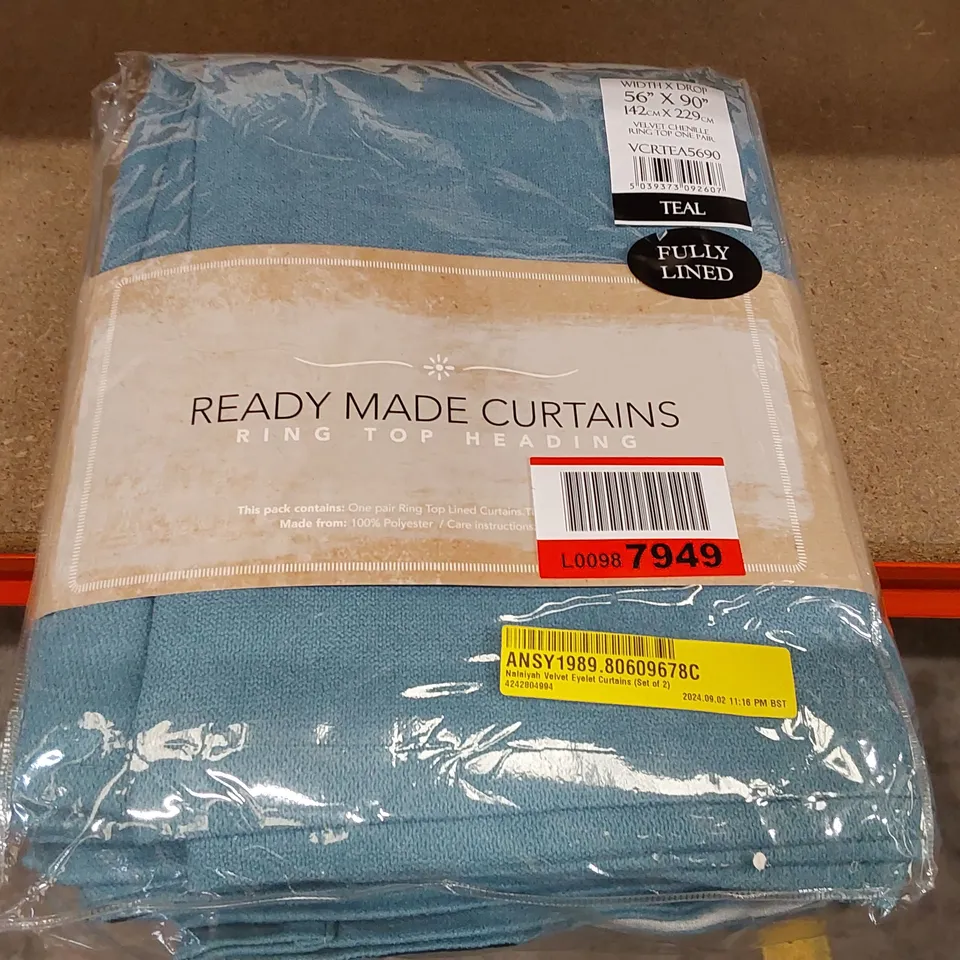 WIDTH X DROP
56" X 90"
142CM X 229CM
VELVET CHENILLE
RING TOP ONE PAIR
VCRTEA5690
5 039373 092607
TEAL
FULLY
LINED
READY MADE CURTAINS
RING TOP HEADING
This pack contains: One pair Ring Top Lined Curtains.
Made from: 100% Polyester / Care instructions:
L0098 7949
ANSY1989.80609678C
Nalaiyah Velvet Eyelet Curtains (Set of 2)
4242804994
2024.09.02 11:16 PM BST